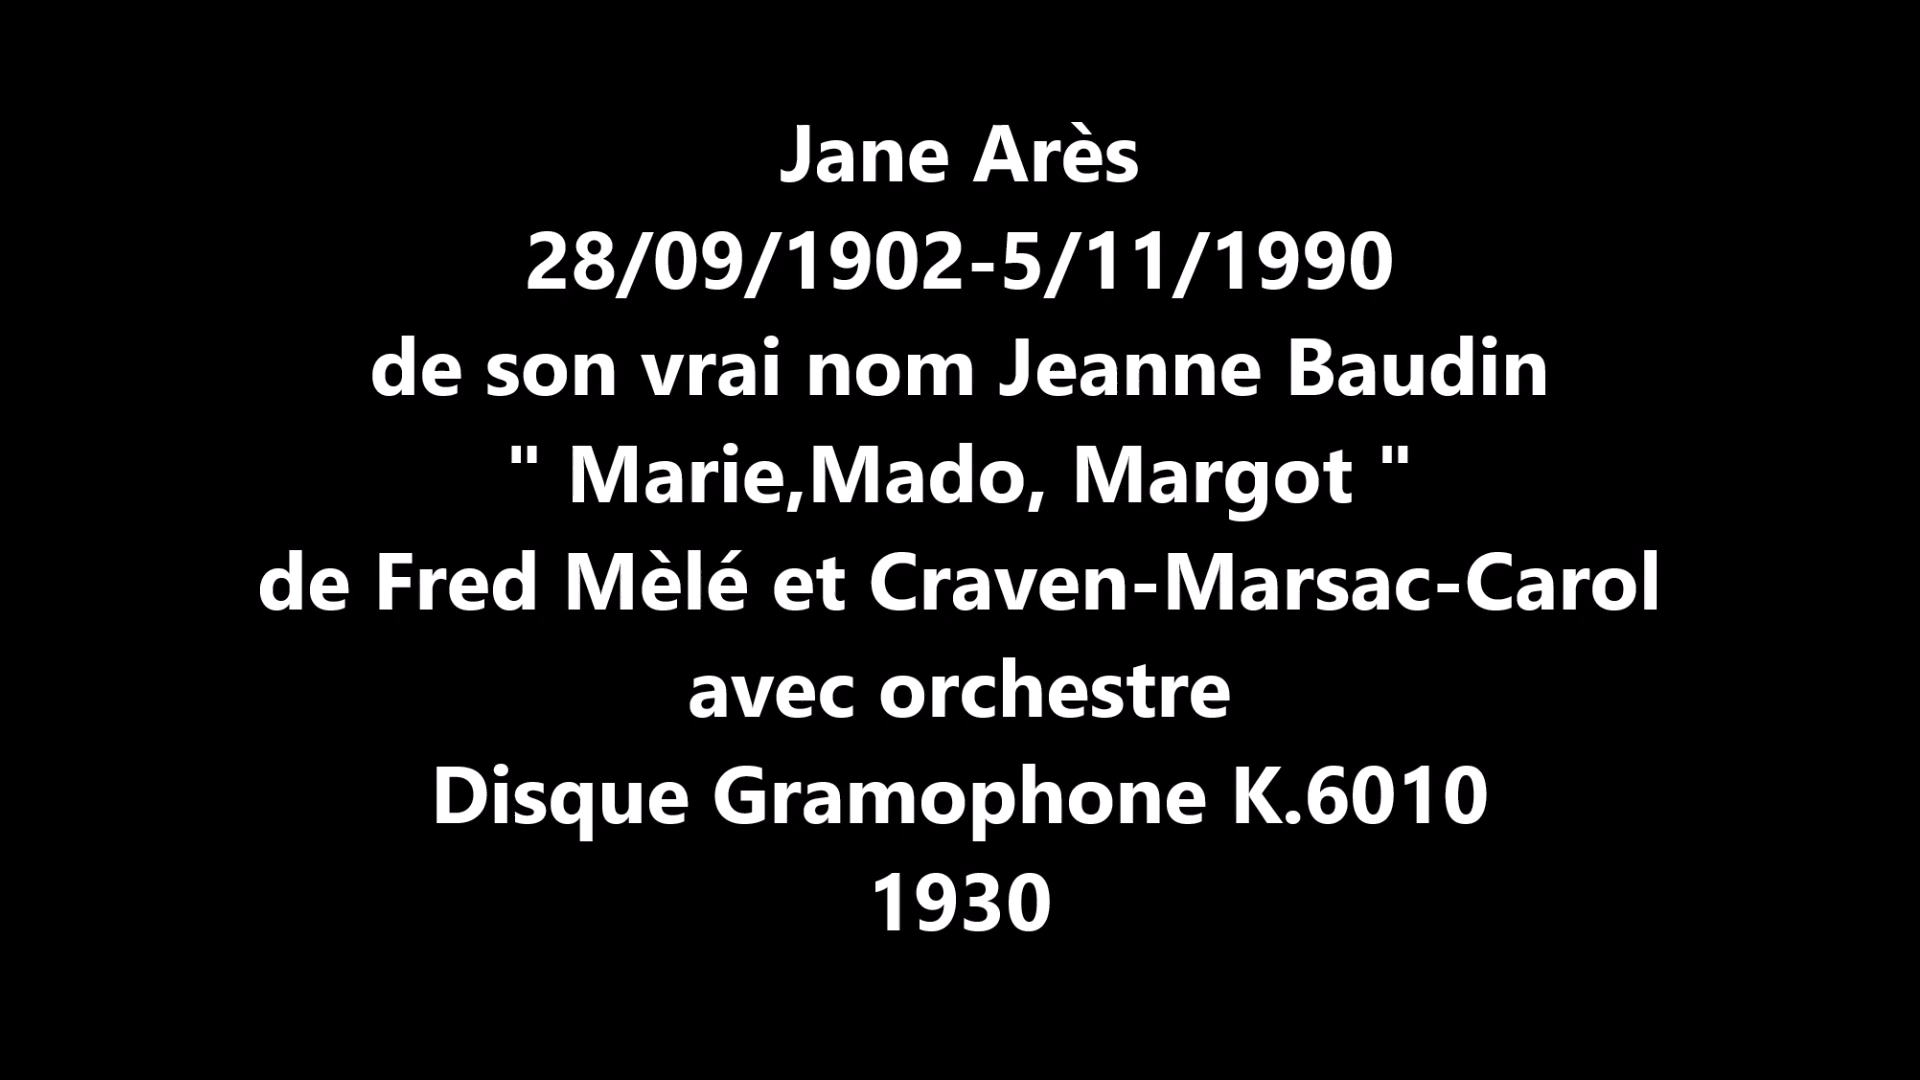 Jane Arès
28/09/1902-5/11/1990
de son vrai nom Jeanne Baudin
" Marie,Mado, Margot "
de Fred Mèlé et Craven-Marsac-Carol
avec orchestre
Disque Gramophone K.6010
1930